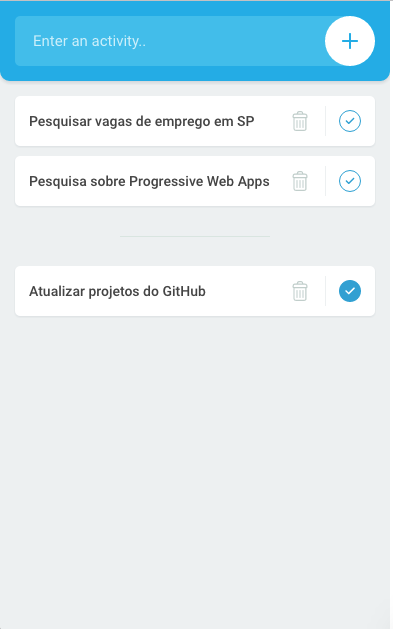 Enter an activity..
Pesquisar vagas de emprego em SP
Pesquisa sobre Progressive Web Apps
Atualizar projetos do GitHub